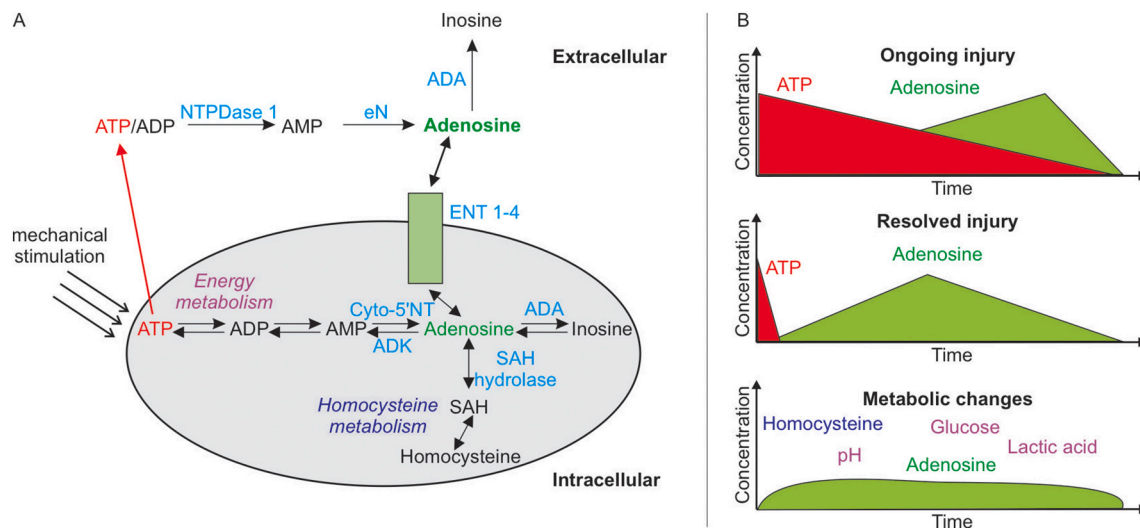 A
Inosine
Extracellular
ADA
NTPDase 1
eN
ATP/ADP
AMP
Adenosine
ENT 1-4
mechanical
stimulation
Energy
metabolism
Cyto-5'NT
ADA
ATP
ADP
AMP
Adenosine
Inosine
ADK
SAH
hydrolase
Homocysteine
metabolism
SAH
Homocysteine
Intracellular
B
Ongoing injury
ATP
Adenosine
Concentration
Time
Resolved injury
Adenosine
ATP
Concentration
Time
Metabolic changes
Homocysteine
Glucose
Lactic acid
pH
Adenosine
Concentration
Time